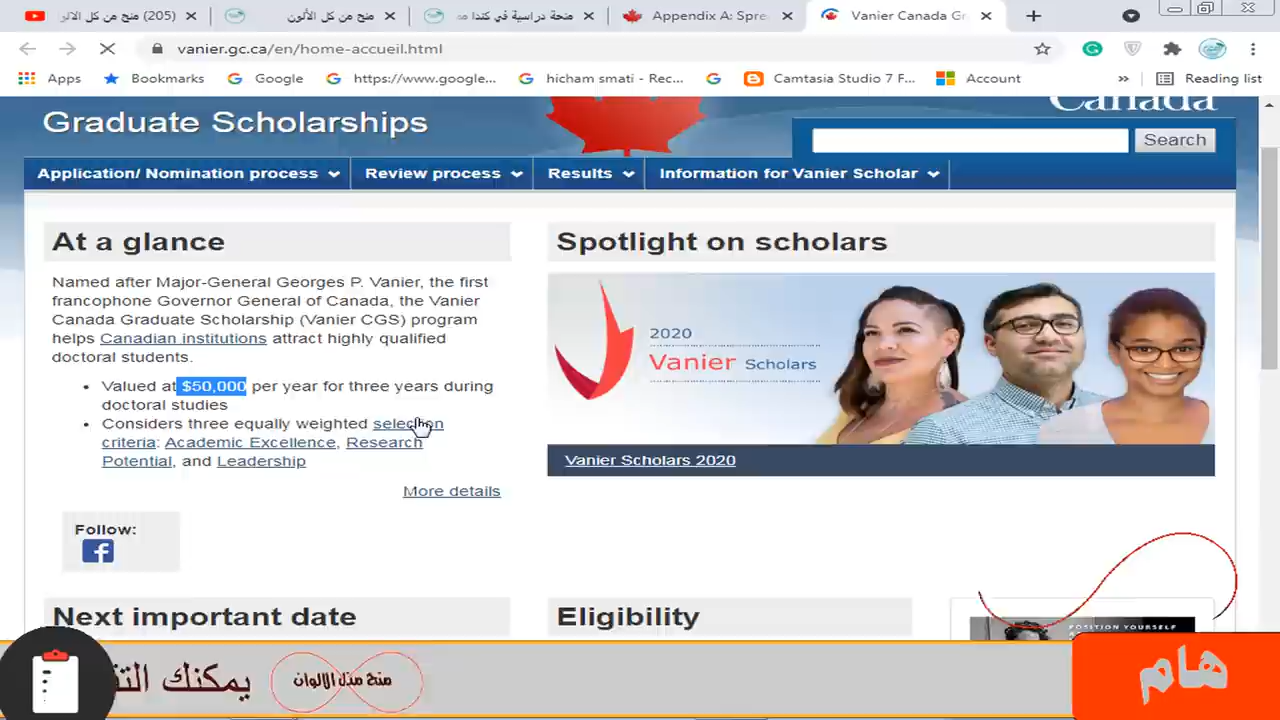 (205) منح من كل الالو
منح من كل الألون
منحة دراسية في كندا مد
Appendix A: Spre
Vanier Canada Gr
vanier.gc.ca/en/home-accueil.html
Apps
Bookmarks
Google
https://www.google...
hicham smati - Rec...
Camtasia Studio 7 F...
Account
»
Reading list
Canada
Graduate Scholarships
Search
Application/ Nomination process
Review process
Results
Information for Vanier Scholar
At a glance
Spotlight on scholars
Named after Major-General Georges P. Vanier, the first
francophone Governor General of Canada, the Vanier
Canada Graduate Scholarship (Vanier CGS) program
helps Canadian institutions attract highly qualified
doctoral students.
• Valued at $50,000 per year for three years during
doctoral studies
• Considers three equally weighted selection
criteria: Academic Excellence, Research
Potential, and Leadership
More details
2020
Vanier Scholars
Vanier Scholars 2020
Follow:
Next important date
Eligibility
POSITION YOURSELF
يمكنك التق
منح مثل الالوان
هام